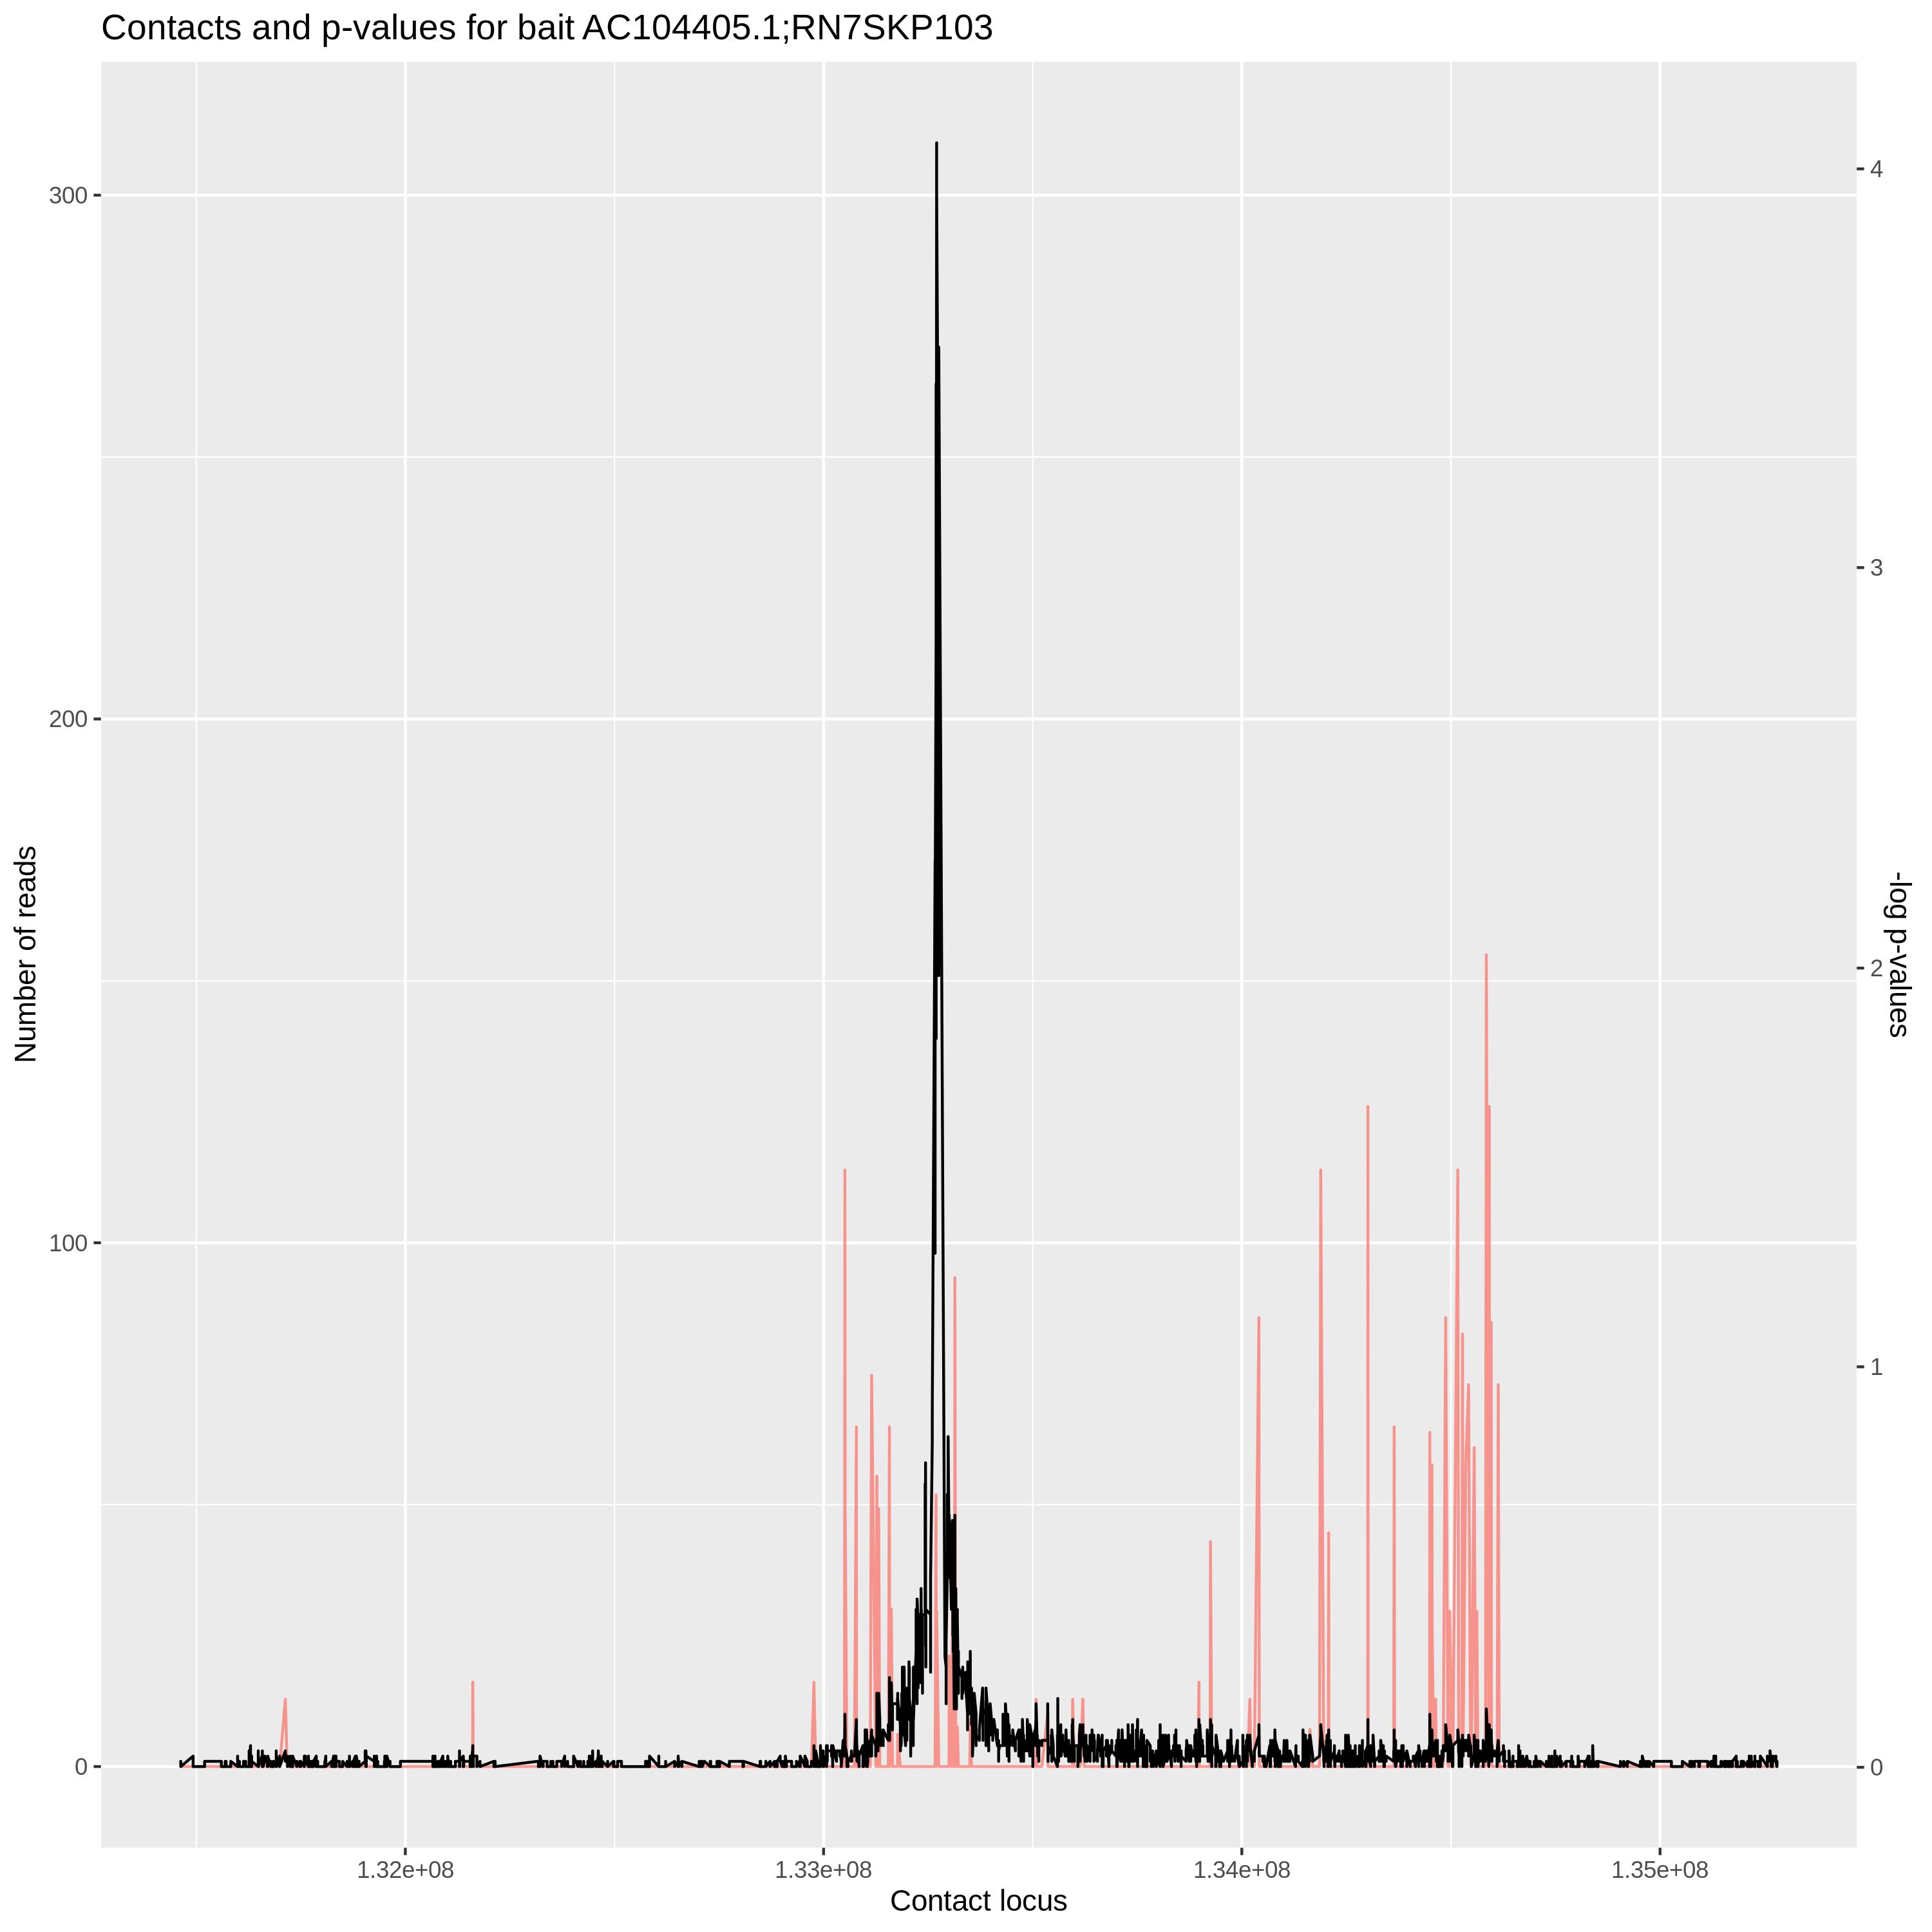 Contacts and p-values for bait AC104405.1;RN7SKP103
300
200
100
0
Number of reads
4
3
2
1
0
-log p-values
1.32e+08
1.33e+08
1.34e+08
1.35e+08
Contact locus